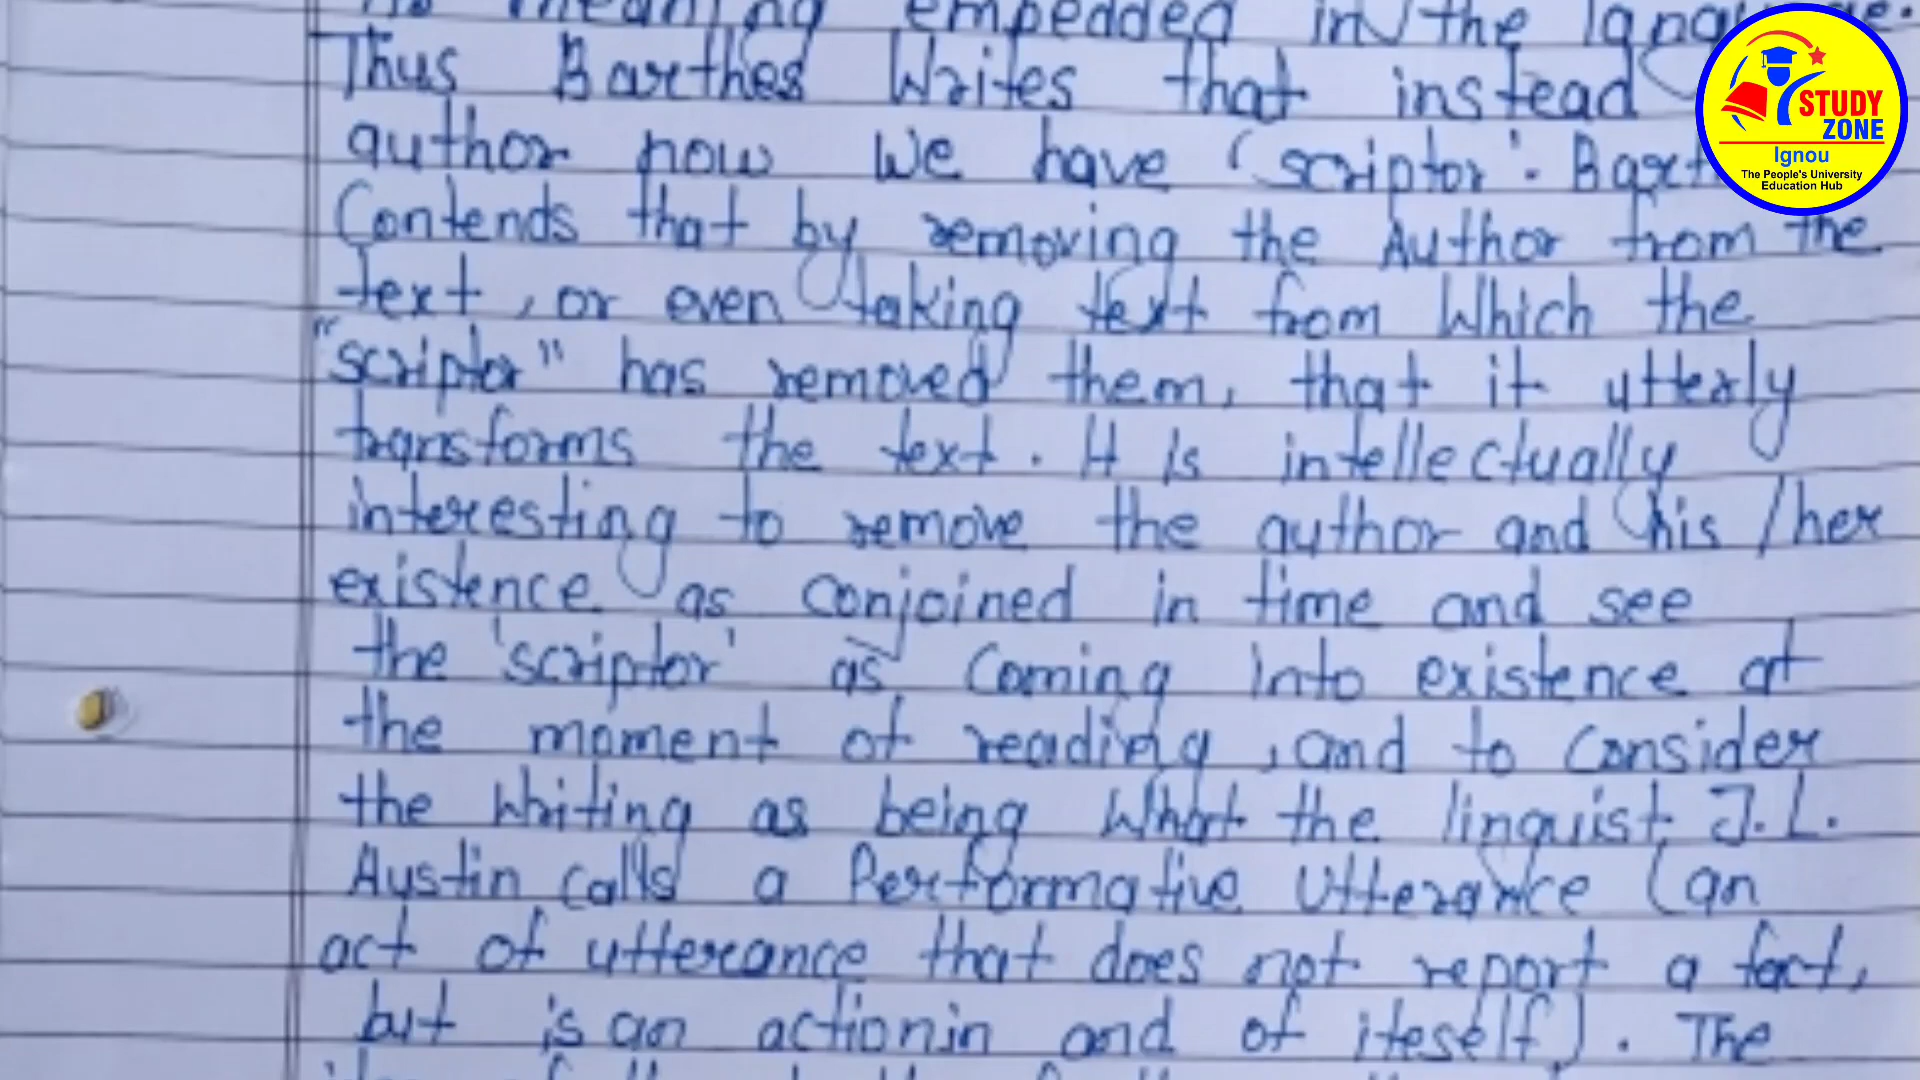 no meaning embedded in the
Thus Barthes writes that instead
author now we have 'scriptor'.
Contends that by removing the Author from the
text, or even taking text from which the
"scriptor" has removed them, that it utterly
transforms the text. It is intellectually
interesting to remove the author and his/her
existence as conjoined in time and see
the 'scriptor' as coming into existence at
the moment of reading, and to consider
the writing as being what the linguist J.L.
Austin calls a Performative Utterance (an
act of utterance that does not report a fact,
but is an actionin and of iteself). The
STUDY
ZONE
Ignou
The People's University
Education Hub